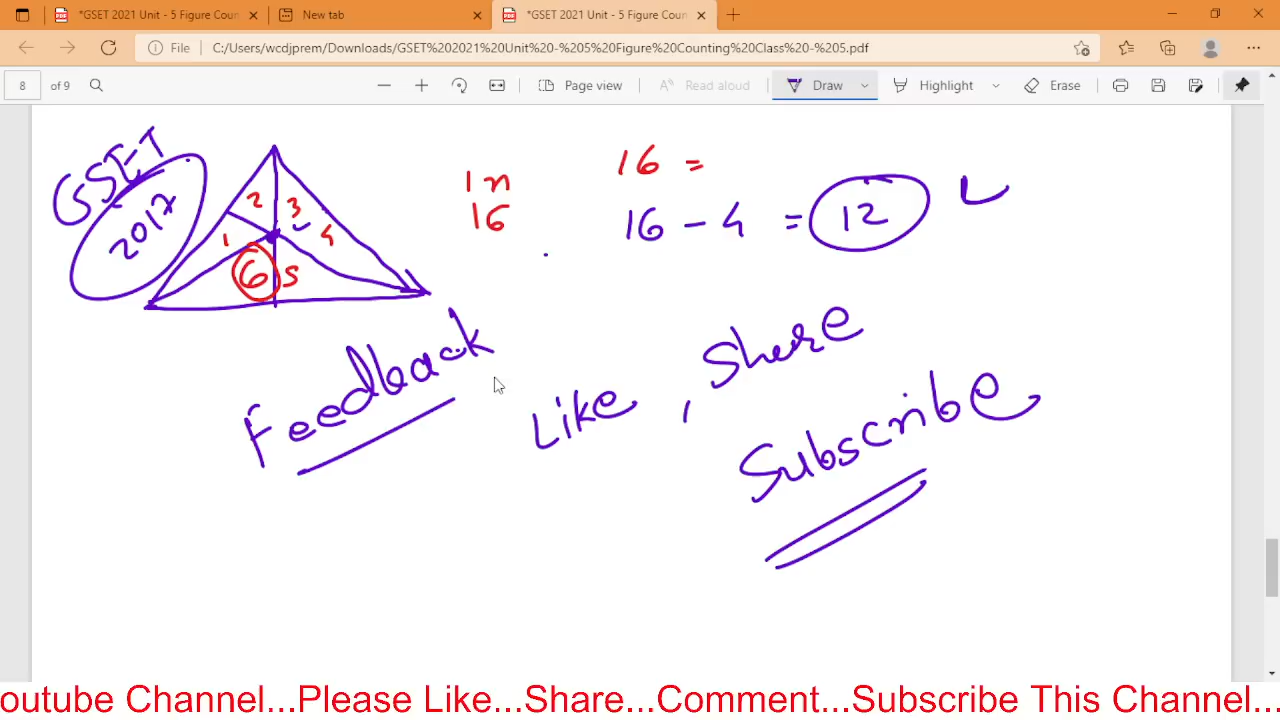 *GSET 2021 Unit - 5 Figure Coun
New tab
*GSET 2021 Unit - 5 Figure Coun
File
C:/Users/wcdjprem/Downloads/GSET%202021%20Unit%20-%205%20Figure%20Counting%20Class%20-%205.pdf
8 of 9
Page view
Read aloud
Draw
Highlight
Erase
GSET
2017
2 3
1 4
6 5
In
16
16 =
16 - 4 = 12
Feedback
Like, Share
Subscribe
outube Channel...Please Like...Share...Comment...Subscribe This Channel...